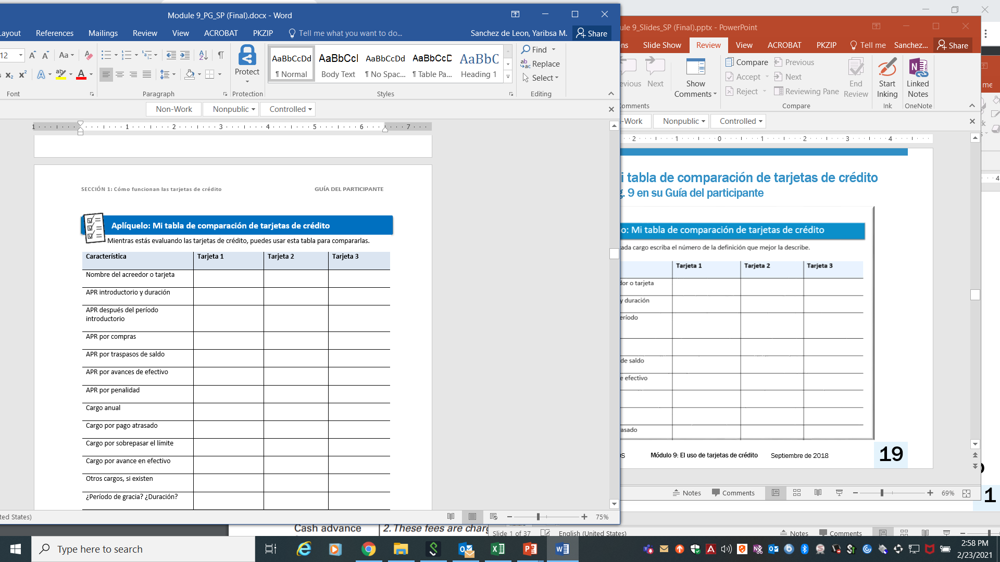 Module 9_PG_SP (Final).docx - Word
ayout References Mailings Review View ACROBAT PKZIP Tell me what you want to do... Sanchez de Leon, Yaribsa M. Share
12 Aa
Protect
AaBbCcDd AaBbCcI AaBbCcDd AaBbCcD AaBbC
¶ Normal Body Text ¶ No Spac... ¶ Table Pa... Heading 1
Find
Replace
Select
Font Paragraph Protection Styles Editing
Non-Work Nonpublic Controlled
1 1 2 3 4 5 6 7
SECCIÓN 1: Cómo funcionan las tarjetas de crédito GUÍA DEL PARTICIPANTE
Aplíquelo: Mi tabla de comparación de tarjetas de crédito
Mientras estás evaluando las tarjetas de crédito, puedes usar esta tabla para compararlas.
Característica Tarjeta 1 Tarjeta 2 Tarjeta 3
Nombre del acreedor o tarjeta
APR introductorio y duración
APR después del período
introductorio
APR por compras
APR por traspasos de saldo
APR por avances de efectivo
APR por penalidad
Cargo anual
Cargo por pago atrasado
Cargo por sobrepasar el límite
Cargo por avance en efectivo
Otros cargos, si existen
¿Período de gracia? ¿Duración?
ted States) 75%
ule 9_Slides_SP (Final).pptx - PowerPoint
ns Slide Show Review View ACROBAT PKZIP Tell me Sanchez... Share
evious Next
Show
Comments
Compare Previous
Accept Next
Reject Reviewing Pane
End
Review
Start
Inking
Linked
Notes
omments Compare Ink OneNote
-Work Nonpublic Controlled
2 1 0 1 2 3 4
i tabla de comparación de tarjetas de crédito
g. 9 en su Guía del participante
o: Mi tabla de comparación de tarjetas de crédito
ada cargo escriba el número de la definición que mejor la describe.
Tarjeta 1 Tarjeta 2 Tarjeta 3
dor o tarjeta
y duración
eríodo
de saldo
e efectivo
asado
OS Módulo 9: El uso de tarjetas de crédito Septiembre de 2018 19
Notes Comments 69%
me
4
1
Cash advance 2. These fees are charg
Slide 1 of 37 English (United States) Notes Comments
Type here to search
2:58 PM
2/23/2021